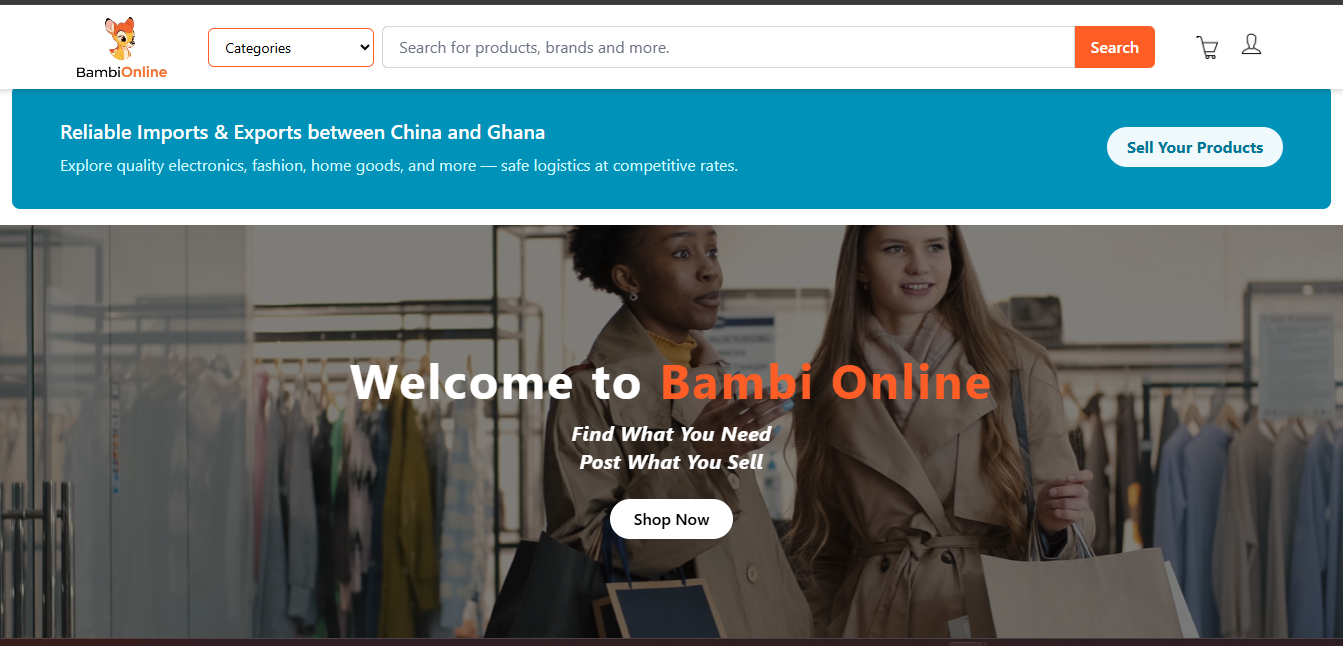 BambiOnline
Categories
Search for products, brands and more.
Search
Reliable Imports & Exports between China and Ghana
Explore quality electronics, fashion, home goods, and more — safe logistics at competitive rates.
Sell Your Products
Welcome to Bambi Online
Find What You Need
Post What You Sell
Shop Now